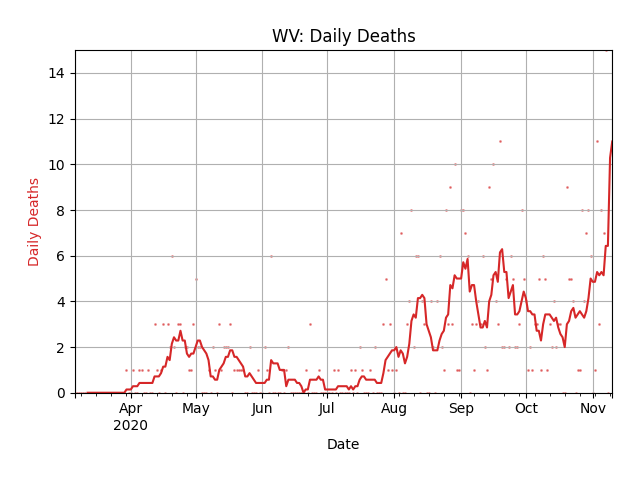 WV: Daily Deaths
Daily Deaths
14
12
10
8
6
4
2
0
Apr
2020
May
Jun
Jul
Aug
Sep
Oct
Nov
Date